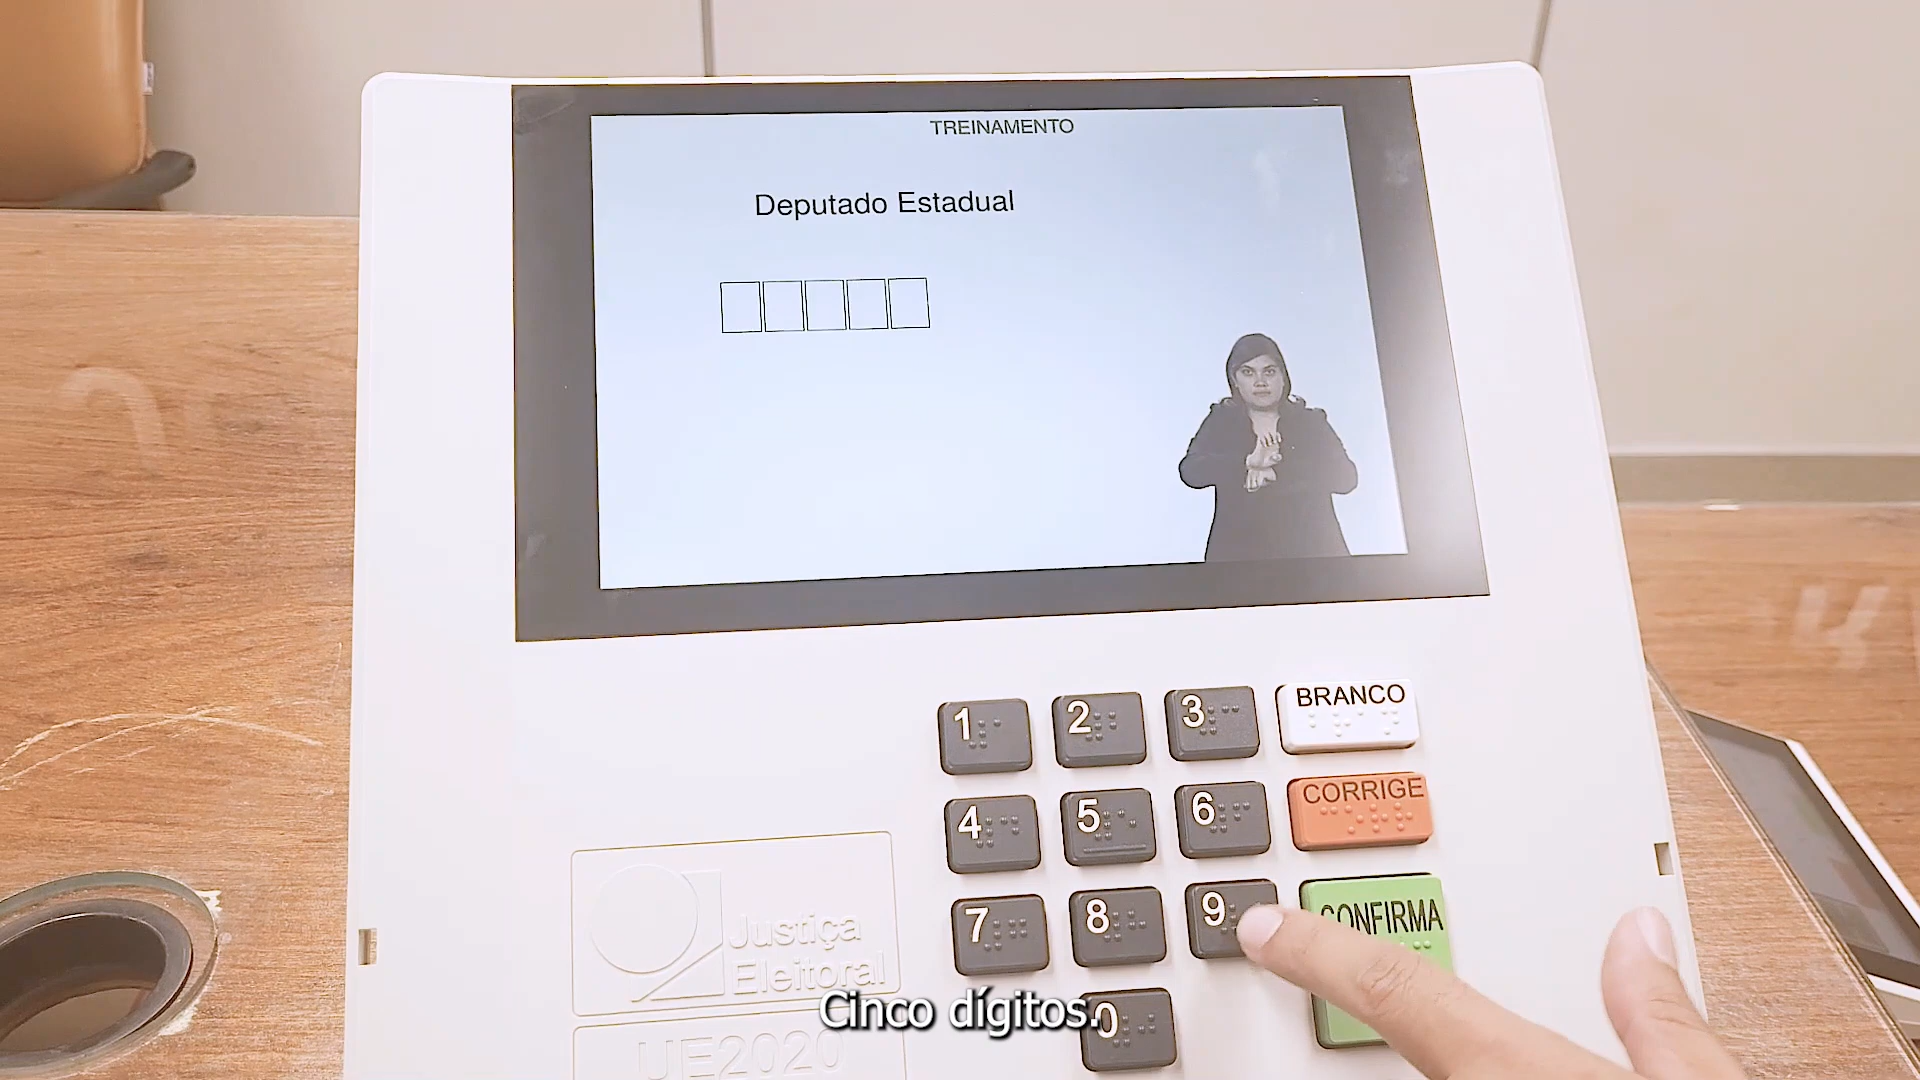 TREINAMENTO
Deputado Estadual
1 2 3 BRANCO
4 5 6 CORRIGE
7 8 9 CONFIRMA
0
Justiça
Eleitoral
UE2020
Cinco dígitos.